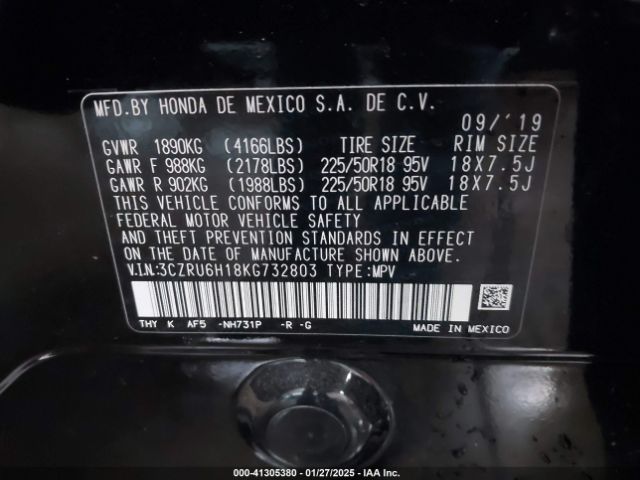 MFD.BY HONDA DE MEXICO S.A. DE C.V.
09/'19
GVWR 1890KG (4166LBS) TIRE SIZE RIM SIZE
GAWR F 988KG (2178LBS) 225/50R18 95V 18X7.5J
GAWR R 902KG (1988LBS) 225/50R18 95V 18X7.5J
THIS VEHICLE CONFORMS TO ALL APPLICABLE
FEDERAL MOTOR VEHICLE SAFETY
AND THEFT PREVENTION STANDARDS IN EFFECT
ON THE DATE OF MANUFACTURE SHOWN ABOVE.
V.I.N:3CZRU6H18KG732803 TYPE:MPV
THY K AF5 -NH731P -R -G MADE IN MEXICO
000-41305380 - 01/27/2025 - IAA Inc.